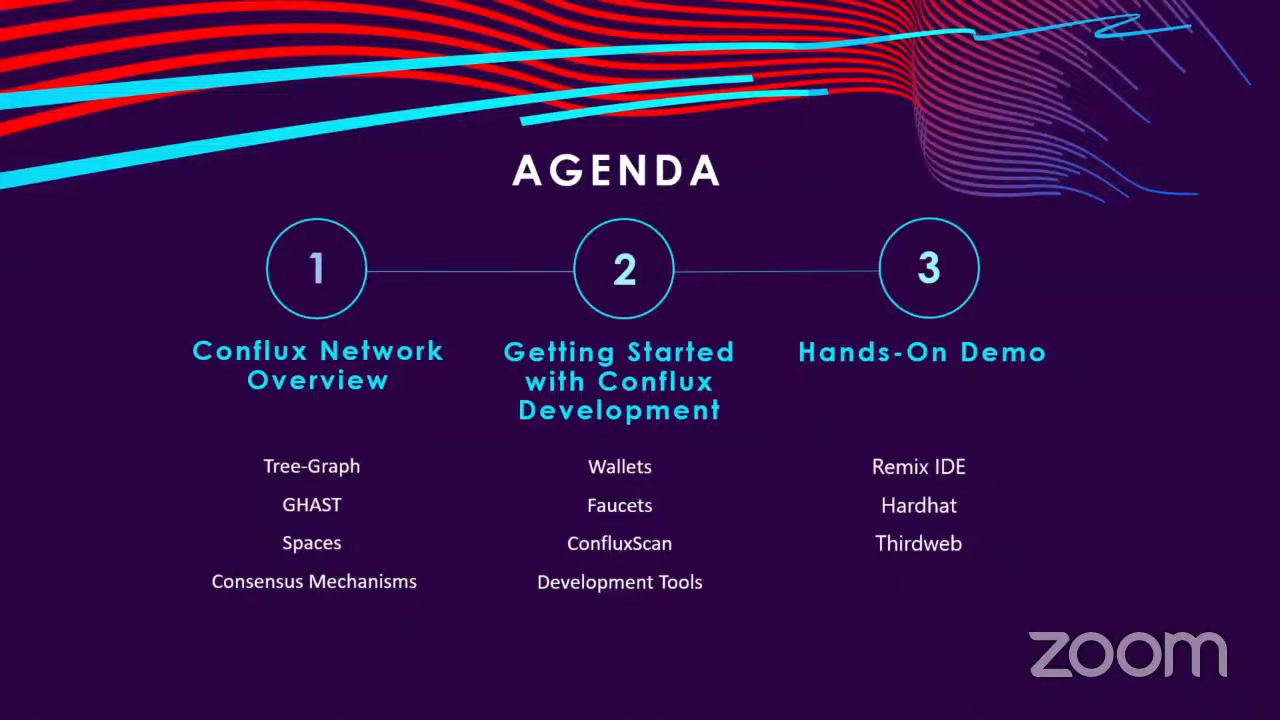 AGENDA
1
2
3
Conflux Network
Overview
Getting Started
with Conflux
Development
Hands-On Demo
Tree-Graph
GHAST
Spaces
Consensus Mechanisms
Wallets
Faucets
ConfluxScan
Development Tools
Remix IDE
Hardhat
Thirdweb
zoom